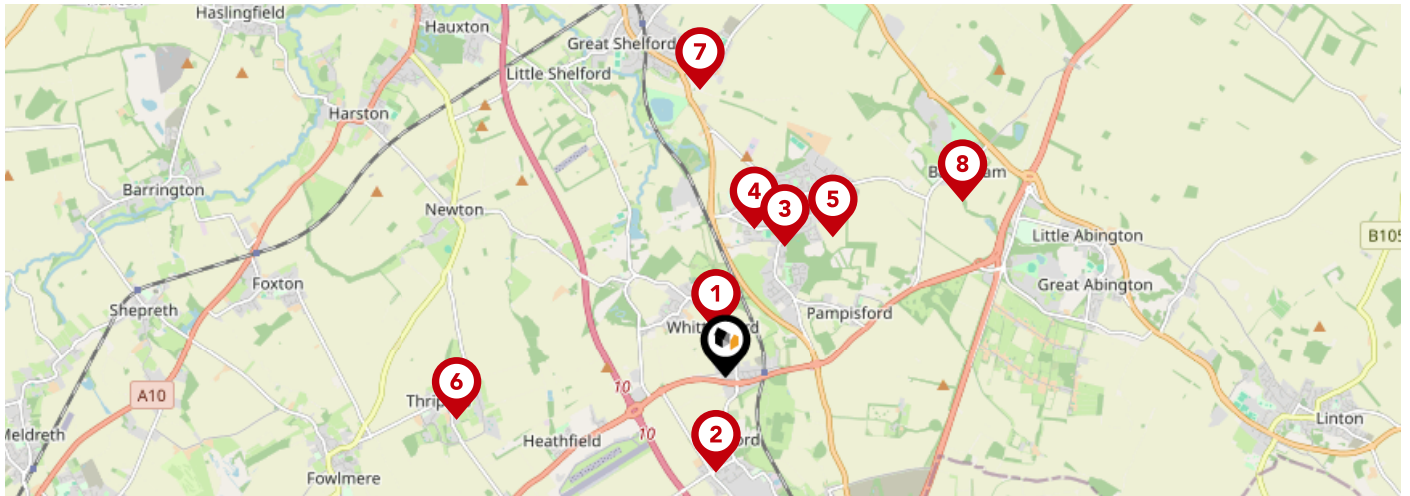 Haslingfield
Hauxton
Great Shelford
7
Little Shelford
Harston
8
Barrington
4
3
5
Newton
Little Abington
B105
Foxton
Great Abington
1
Shepreth
Pampisford
6
10
A10
Linton
Meldreth
Heathfield
10
2
Fowlmere